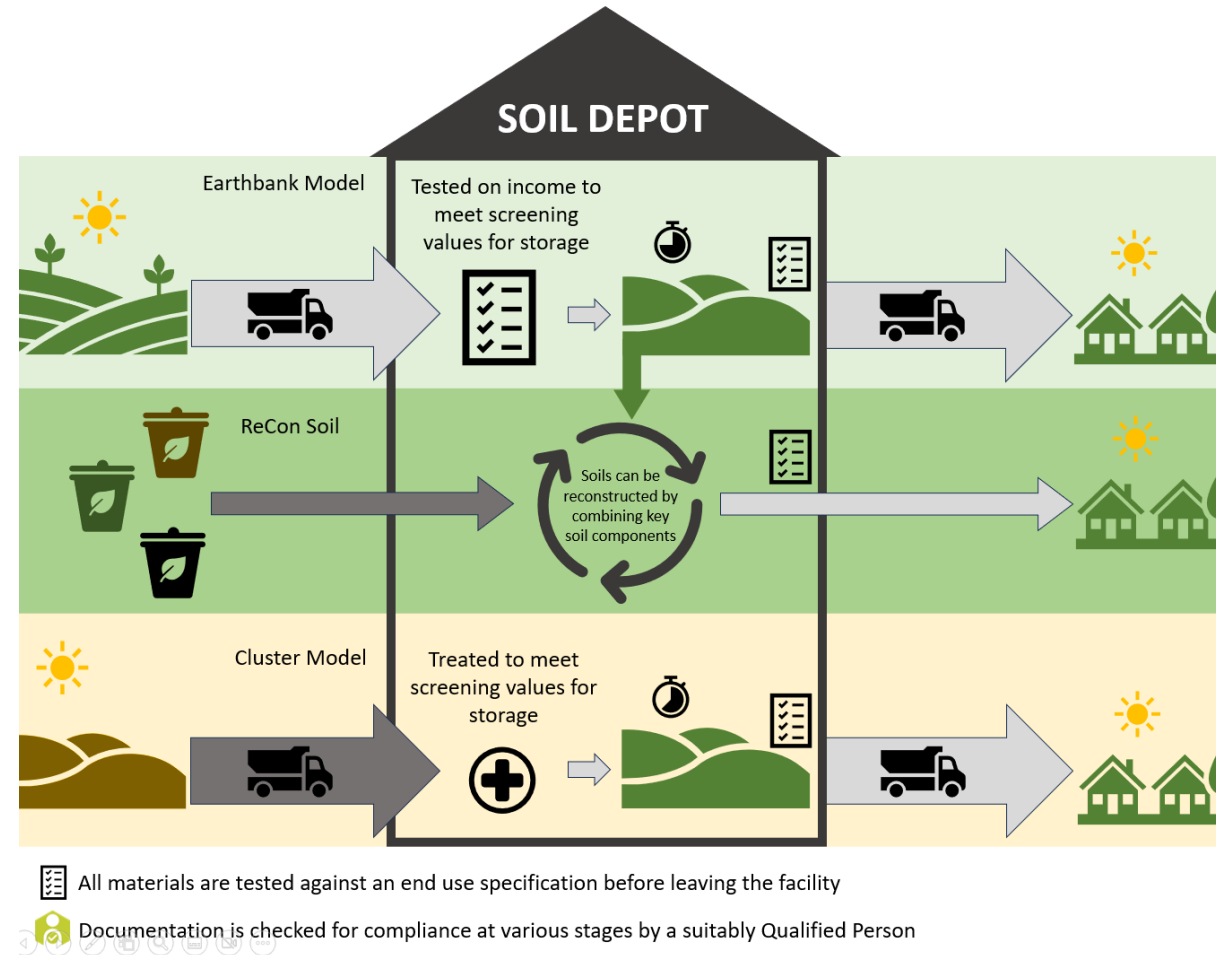 SOIL DEPOT
Earthbank Model
Tested on income to
meet screening
values for storage
ReCon Soil
Soils can be
reconstructed by
combining key
soil components
Cluster Model
Treated to meet
screening values for
storage
All materials are tested against an end use specification before leaving the facility
Documentation is checked for compliance at various stages by a suitably Qualified Person